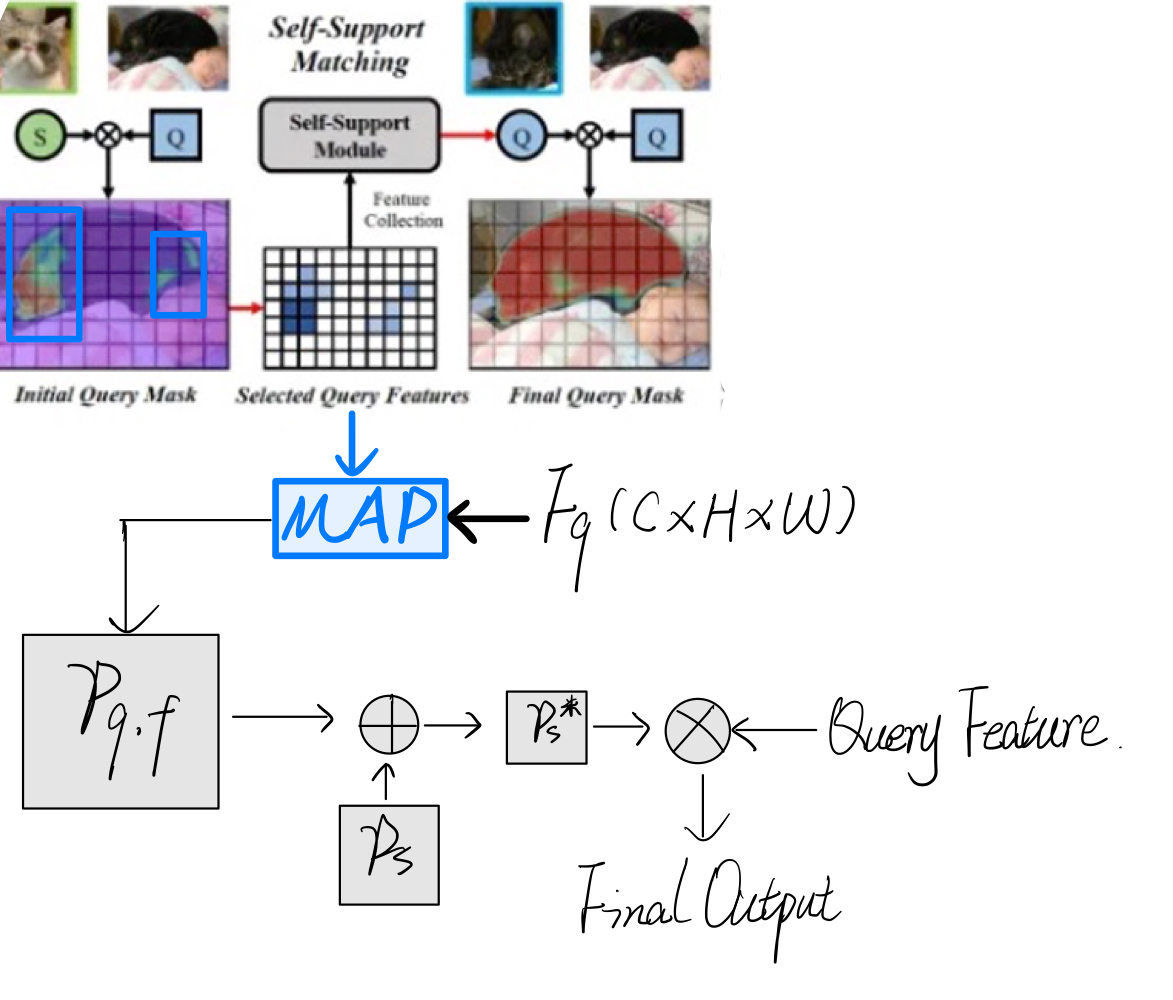 Self-Support
Matching
S
Q
Self-Support
Module
Q
Q
Feature
Collection
Initial Query Mask
Selected Query Features
Final Query Mask
MAP
Fq (C×H×W)
Pq,f
Ps*
Query Feature.
Ps
Final Output